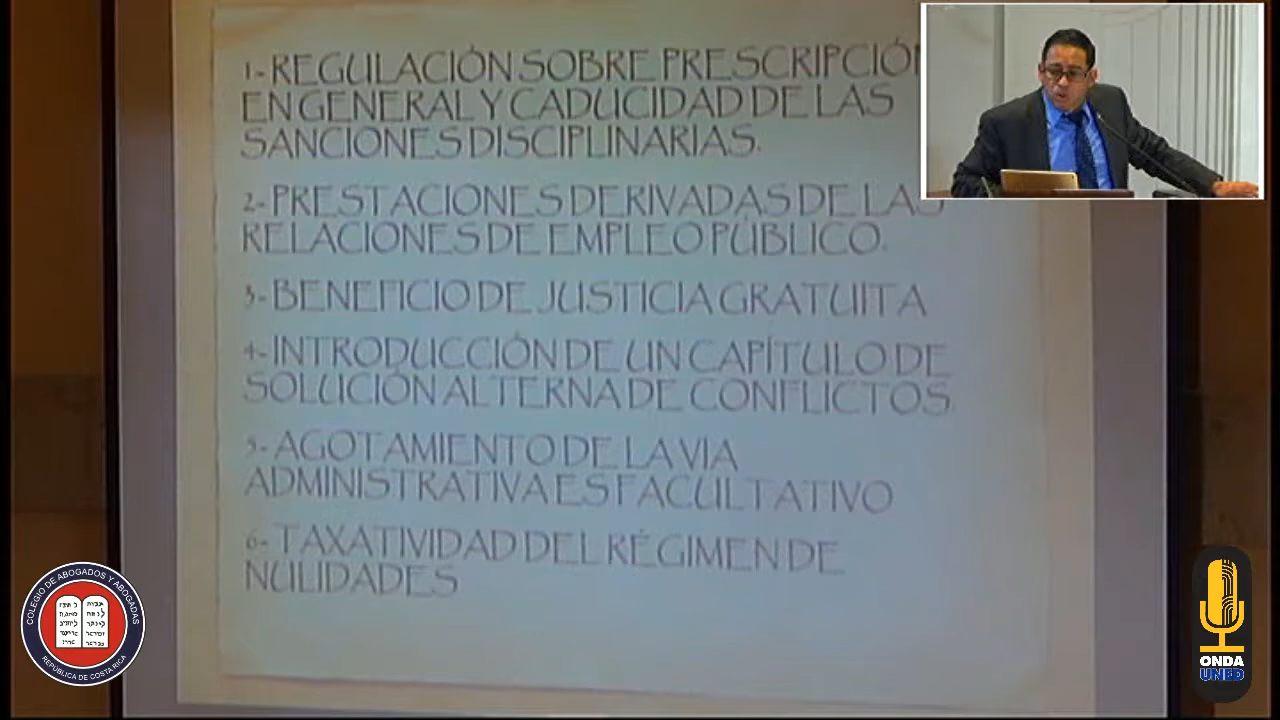 1- REGULACIÓN SOBRE PRESCRIPCIÓN
EN GENERAL Y CADUCIDAD DE LAS
SANCIONES DISCIPLINARIAS.
2- PRESTACIONES DERIVADAS DE LAS
RELACIONES DE EMPLEO PÚBLICO.
3- BENEFICIO DE JUSTICIA GRATUITA
4- INTRODUCCIÓN DE UN CAPÍTULO DE
SOLUCIÓN ALTERNA DE CONFLICTOS.
5- AGOTAMIENTO DE LA VIA
ADMINISTRATIVA ES FACULTATIVO
6- TAXATIVIDAD DEL RÉGIMEN DE
NULIDADES
COLEGIO DE ABOGADOS Y ABOGADAS
REPÚBLICA DE COSTA RICA
ONDA
UNED